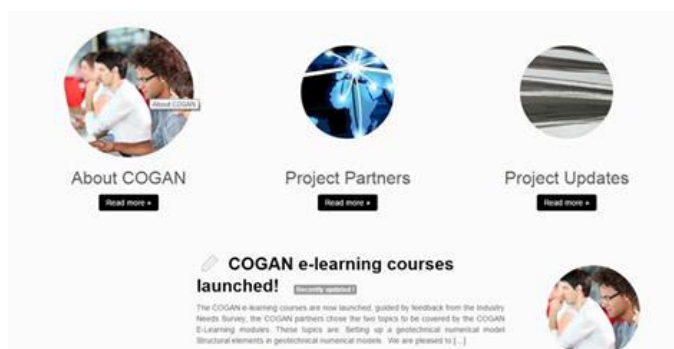 About COGAN
About COGAN
Project Partners
Project Updates
Read more »
Read more »
Read more »
COGAN e-learning courses
launched! Recently updated !
The COGAN e-learning courses are now launched, guided by feedback from the Industry
Needs Survey, the COGAN partners chose the two topics to be covered by the COGAN
E-Learning modules. These topics are: Setting up a geotechnical numerical model
Structural elements in geotechnical numerical models. We are pleased to [...]